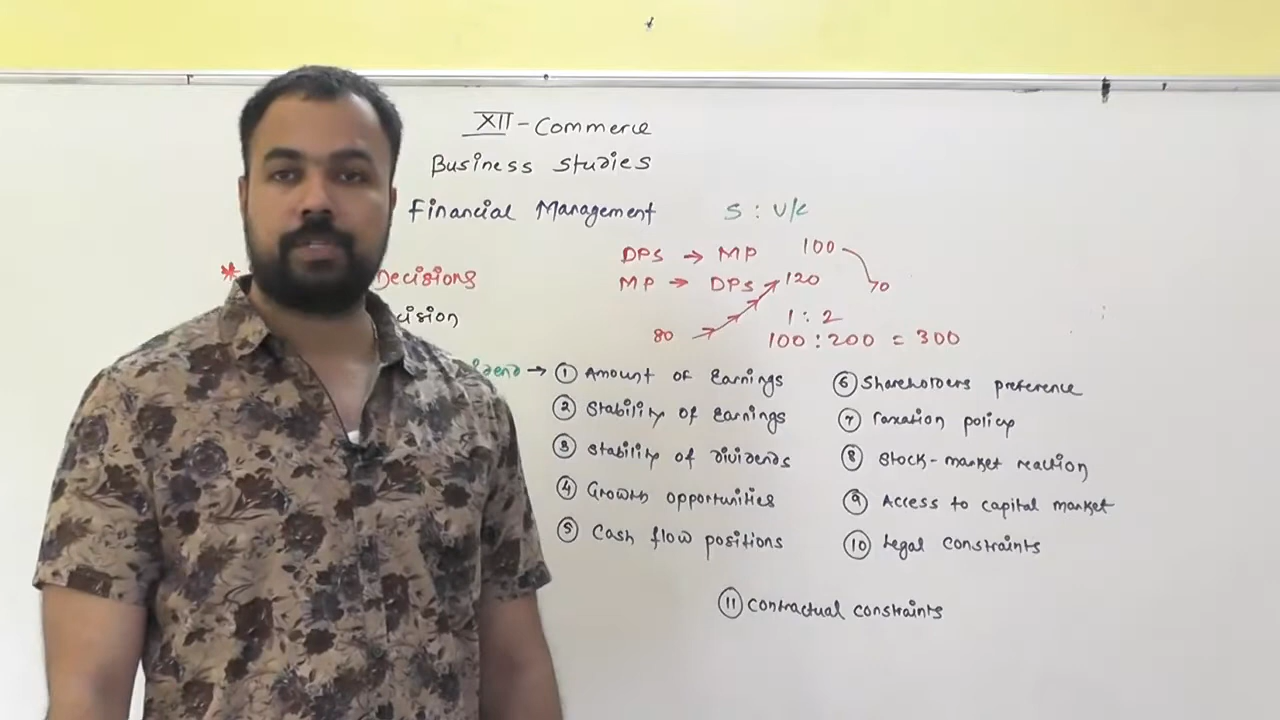 XII - Commerce
Business Studies
Financial Management
S : U/C
DPS → MP 100
* Decisions
MP → DPS 120 70
80
1 : 2
100 : 200 = 300
→ ① Amount of Earnings
② Stability of Earnings
③ Stability of Dividends
④ Growth opportunities
⑤ Cash flow positions
⑥ Shareholders preference
⑦ Taxation policy
⑧ Stock-market reaction
⑨ Access to capital market
⑩ Legal constraints
⑪ Contractual constraints